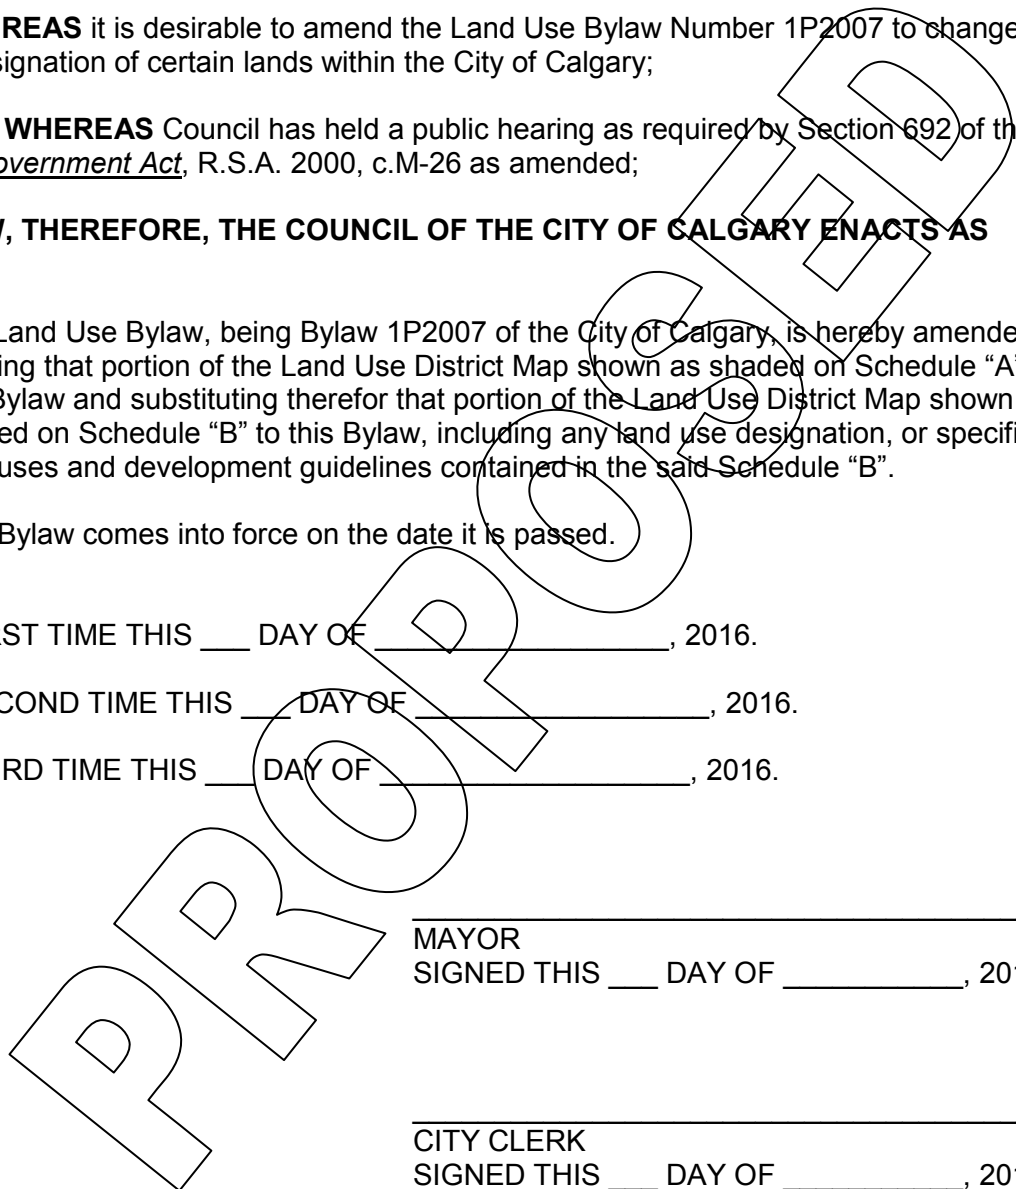 REAS it is desirable to amend the Land Use Bylaw Number 1P2007 to change
signation of certain lands within the City of Calgary;
WHEREAS Council has held a public hearing as required by Section 692 of th
overnment Act, R.S.A. 2000, c.M-26 as amended;
, THEREFORE, THE COUNCIL OF THE CITY OF CALGARY ENACTS AS
Land Use Bylaw, being Bylaw 1P2007 of the City of Calgary, is hereby amende
ing that portion of the Land Use District Map shown as shaded on Schedule “A”
Bylaw and substituting therefor that portion of the Land Use District Map shown
ed on Schedule “B” to this Bylaw, including any land use designation, or specifi
uses and development guidelines contained in the said Schedule “B”.
Bylaw comes into force on the date it is passed.
ST TIME THIS ___ DAY OF __________________, 2016.
COND TIME THIS ___ DAY OF __________________, 2016.
RD TIME THIS ___ DAY OF ___________________, 2016.
MAYOR
SIGNED THIS ___ DAY OF ___________, 201
CITY CLERK
SIGNED THIS ___ DAY OF ___________, 201
PROPOSED